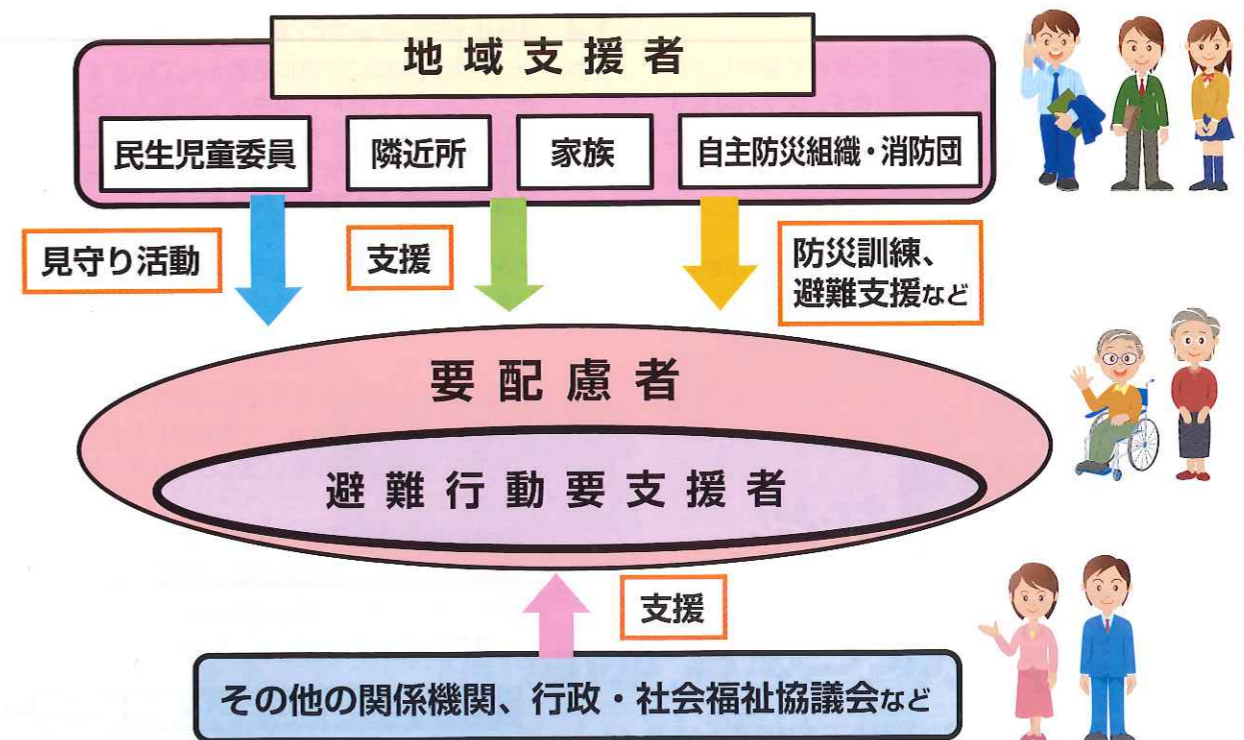 地域支援者
民生児童委員
隣近所
家族
自主防災組織・消防団
見守り活動
支援
防災訓練、
避難支援など
要配慮者
避難行動要支援者
支援
その他の関係機関、行政・社会福祉協議会など